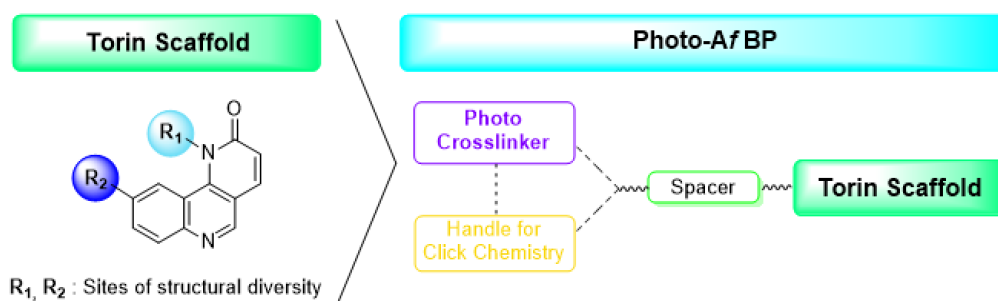 Torin Scaffold
Photo-Af BP
R1
N
O
R2
N
R1, R2 : Sites of structural diversity
Photo
Crosslinker
Handle for
Click Chemistry
Spacer
Torin Scaffold